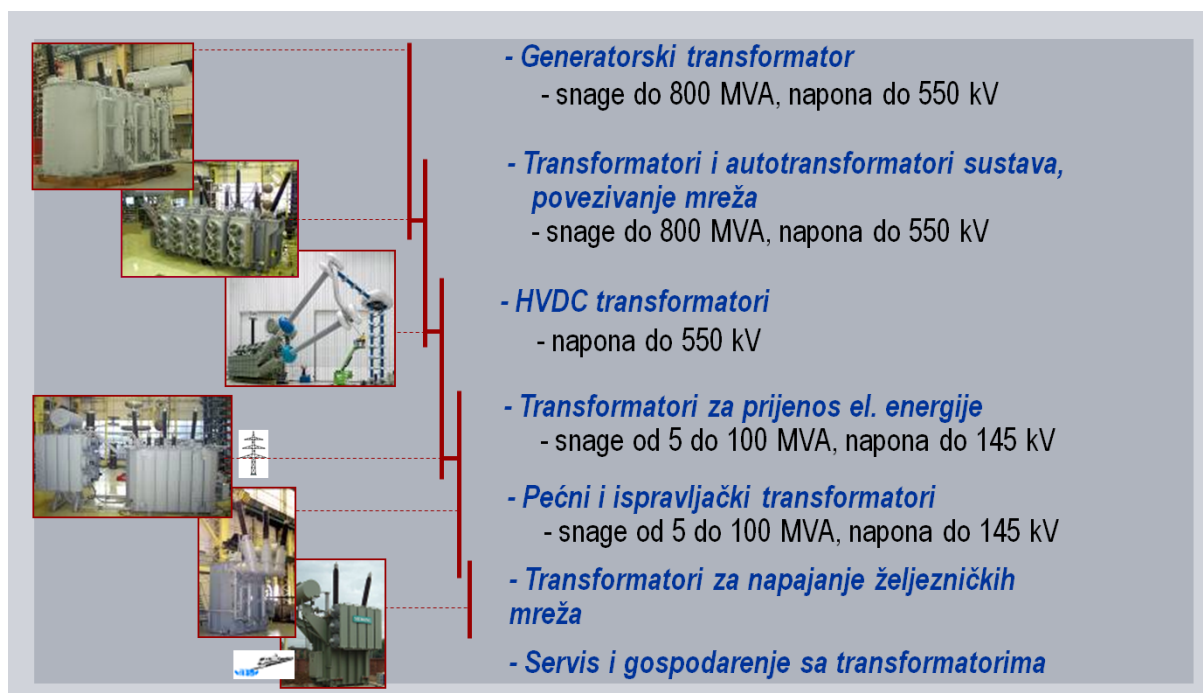 - Generatorski transformator
- snage do 800 MVA, napona do 550 kV
- Transformatori i autotransformatori sustava,
povezivanje mreža
- snage do 800 MVA, napona do 550 kV
- HVDC transformatori
- napona do 550 kV
- Transformatori za prijenos el. energije
- snage od 5 do 100 MVA, napona do 145 kV
- Pećni i ispravljački transformatori
- snage od 5 do 100 MVA, napona do 145 kV
- Transformatori za napajanje željezničkih
mreža
- Servis i gospodarenje sa transformatorima